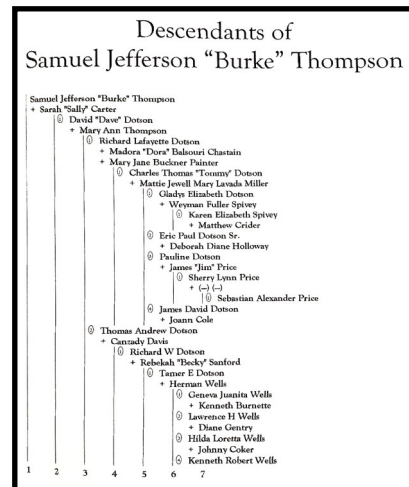 Descendants of
Samuel Jefferson "Burke" Thompson
Samuel Jefferson "Burke" Thompson
+ Sarah "Sally" Carter
David "Dave" Dotson
+ Mary Ann Thompson
Richard Lafayette Dotson
+ Madora "Dora" Balsouri Chastain
+ Mary Jane Buckner Painter
Charles Thomas "Tommy" Dotson
+ Mattie Jewell Mary Lavada Miller
Gladys Elizabeth Dotson
+ Weyman Fuller Spivey
Karen Elizabeth Spivey
+ Matthew Crider
Eric Paul Dotson Sr.
+ Deborah Diane Holloway
Pauline Dotson
+ James "Jim" Price
Sherry Lynn Price
+ (--) (--)
Sebastian Alexander Price
James David Dotson
+ Joann Cole
Thomas Andrew Dotson
+ Canzady Davis
Richard W Dotson
+ Rebekah "Becky" Sanford
Tamer E Dotson
+ Herman Wells
Geneva Juanita Wells
+ Kenneth Burnette
Lawrence H Wells
+ Diane Gentry
Hilda Loretta Wells
+ Johnny Coker
Kenneth Robert Wells
1 2 3 4 5 6 7